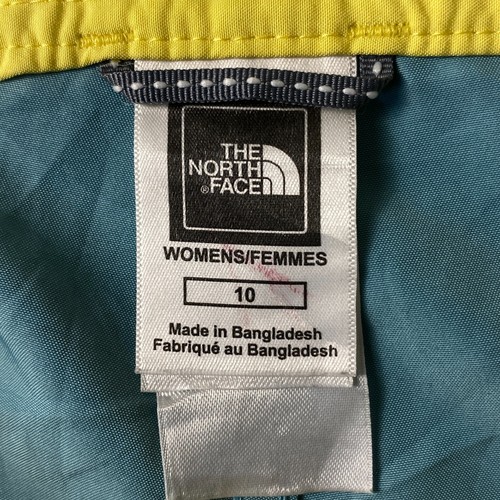 THE
NORTH
®FACE
WOMENS/FEMMES
10
Made in Bangladesh
Fabriqué au Bangladesh